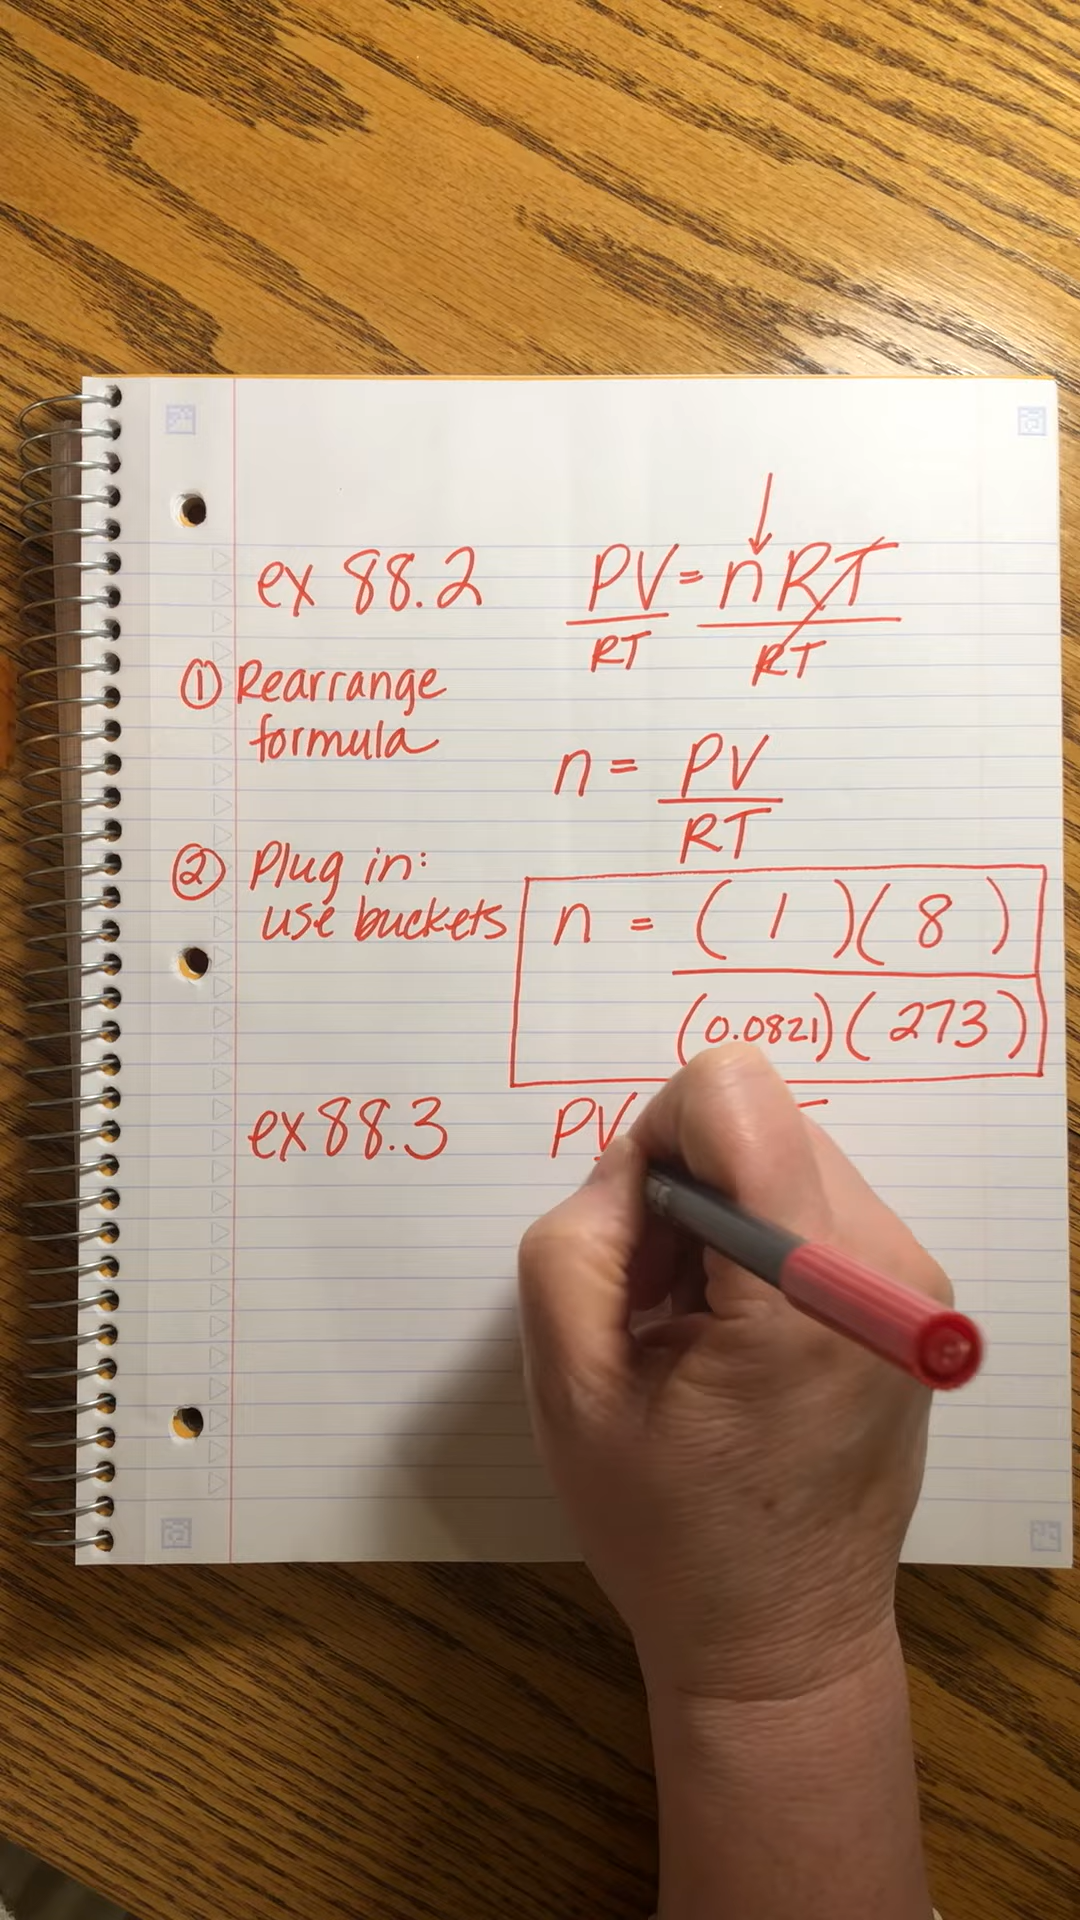 ex 88.2 PV = nRT
RT RT
① Rearrange
formula
n = PV
RT
② Plug in:
use buckets
n = ( 1 )( 8 )
(0.0821)( 273 )
ex 88.3 PV